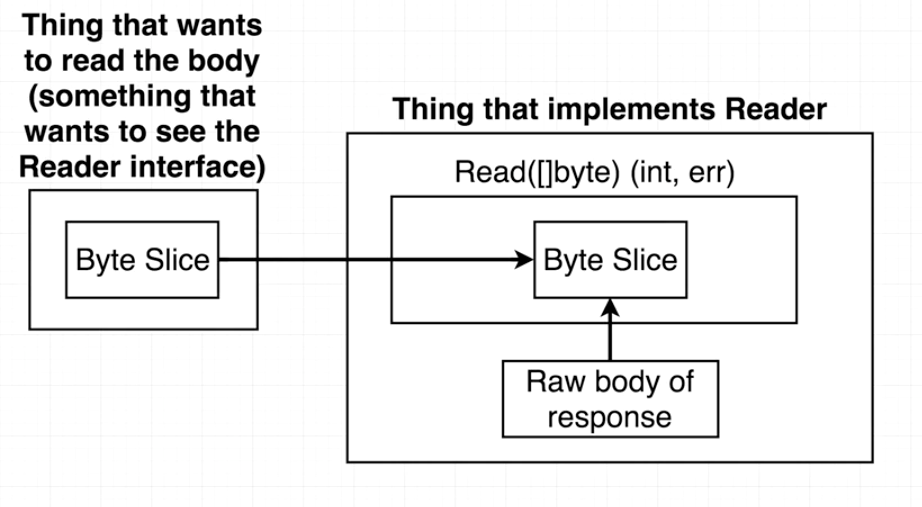 Thing that wants
to read the body
(something that
wants to see the
Reader interface)
Byte Slice
Thing that implements Reader
Read([]byte) (int, err)
Byte Slice
Raw body of
response